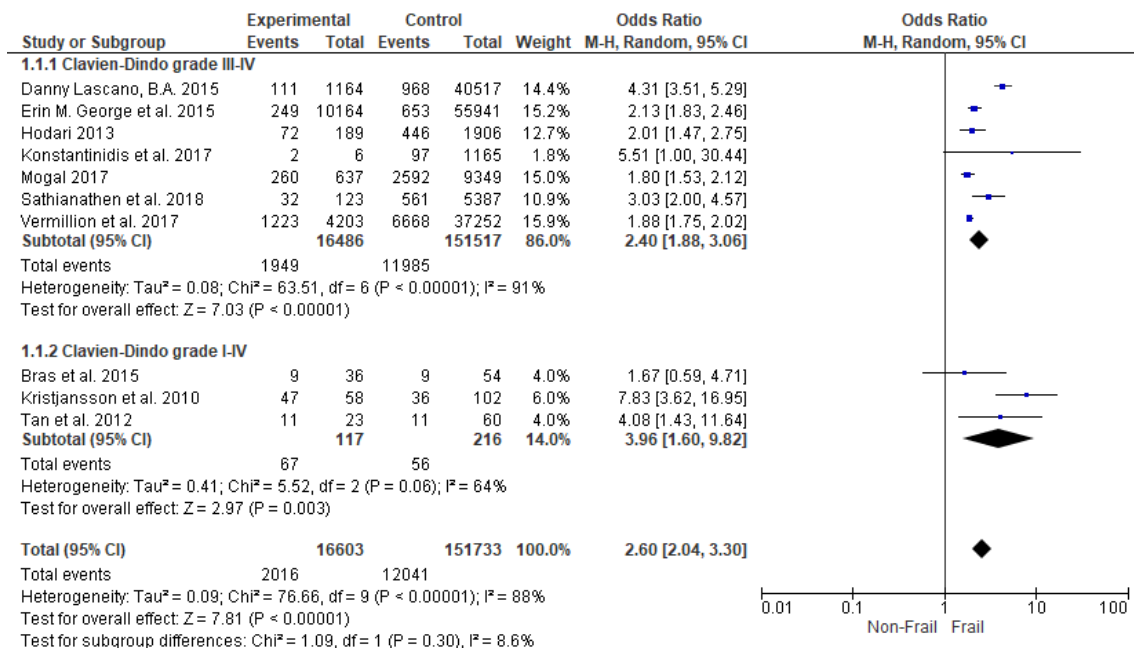 Experimental Control Odds Ratio Odds Ratio
Study or Subgroup Events Total Events Total Weight M-H, Random, 95% CI M-H, Random, 95% CI
1.1.1 Clavien-Dindo grade III-IV
Danny Lascano, B.A. 2015 111 1164 968 40517 14.4% 4.31 [3.51, 5.29]
Erin M. George et al. 2015 249 10164 653 55941 15.2% 2.13 [1.83, 2.46]
Hodari 2013 72 189 446 1906 12.7% 2.01 [1.47, 2.75]
Konstantinidis et al. 2017 2 6 97 1165 1.8% 5.51 [1.00, 30.44]
Mogal 2017 260 637 2592 9349 15.0% 1.80 [1.53, 2.12]
Sathianathen et al. 2018 32 123 561 5387 10.9% 3.03 [2.00, 4.57]
Vermillion et al. 2017 1223 4203 6668 37252 15.9% 1.88 [1.75, 2.02]
Subtotal (95% CI) 16486 151517 86.0% 2.40 [1.88, 3.06]
Total events 1949 11985
Heterogeneity: Tau² = 0.08; Chi² = 63.51, df = 6 (P < 0.00001); I² = 91%
Test for overall effect: Z = 7.03 (P < 0.00001)
1.1.2 Clavien-Dindo grade I-IV
Bras et al. 2015 9 36 9 54 4.0% 1.67 [0.59, 4.71]
Kristjansson et al. 2010 47 58 36 102 6.0% 7.83 [3.62, 16.95]
Tan et al. 2012 11 23 11 60 4.0% 4.08 [1.43, 11.64]
Subtotal (95% CI) 117 216 14.0% 3.96 [1.60, 9.82]
Total events 67 56
Heterogeneity: Tau² = 0.41; Chi² = 5.52, df = 2 (P = 0.06); I² = 64%
Test for overall effect: Z = 2.97 (P = 0.003)
Total (95% CI) 16603 151733 100.0% 2.60 [2.04, 3.30]
Total events 2016 12041
Heterogeneity: Tau² = 0.09; Chi² = 76.66, df = 9 (P < 0.00001); I² = 88%
Test for overall effect: Z = 7.81 (P < 0.00001)
Test for subgroup differences: Chi² = 1.09, df = 1 (P = 0.30), I² = 8.6%
0.01 0.1 1 10 100
Non-Frail Frail